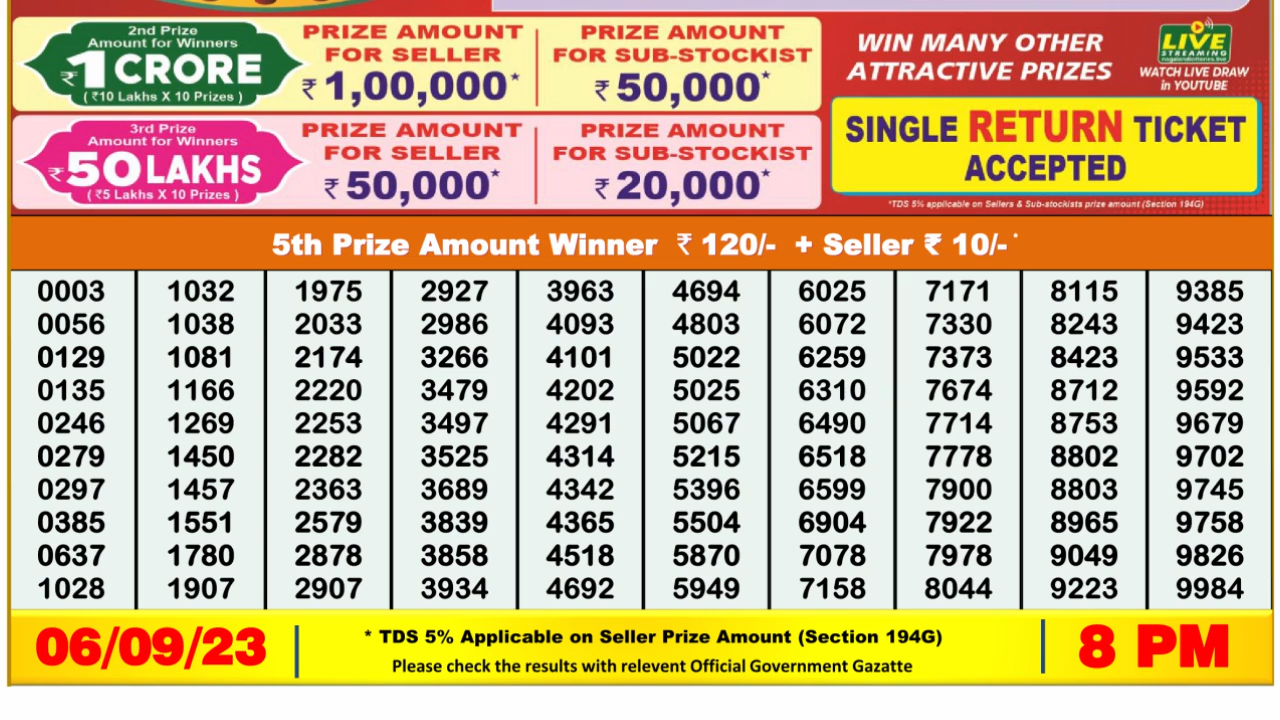 2nd Prize
Amount for Winners
₹1 CRORE
( ₹10 Lakhs X 10 Prizes )
PRIZE AMOUNT
FOR SELLER
₹ 1,00,000*
PRIZE AMOUNT
FOR SUB-STOCKIST
₹ 50,000*
3rd Prize
Amount for Winners
₹50 LAKHS
( ₹5 Lakhs X 10 Prizes )
PRIZE AMOUNT
FOR SELLER
₹ 50,000*
PRIZE AMOUNT
FOR SUB-STOCKIST
₹ 20,000*
WIN MANY OTHER
ATTRACTIVE PRIZES
LIVE
STREAMING
nagalandlotteries.live
WATCH LIVE DRAW
in YOUTUBE
SINGLE RETURN TICKET
ACCEPTED
*TDS 5% applicable on Sellers & Sub-stockists prize amount (Section 194G)
5th Prize Amount Winner ₹ 120/- + Seller ₹ 10/- *
0003 1032 1975 2927 3963 4694 6025 7171 8115 9385
0056 1038 2033 2986 4093 4803 6072 7330 8243 9423
0129 1081 2174 3266 4101 5022 6259 7373 8423 9533
0135 1166 2220 3479 4202 5025 6310 7674 8712 9592
0246 1269 2253 3497 4291 5067 6490 7714 8753 9679
0279 1450 2282 3525 4314 5215 6518 7778 8802 9702
0297 1457 2363 3689 4342 5396 6599 7900 8803 9745
0385 1551 2579 3839 4365 5504 6904 7922 8965 9758
0637 1780 2878 3858 4518 5870 7078 7978 9049 9826
1028 1907 2907 3934 4692 5949 7158 8044 9223 9984
06/09/23
* TDS 5% Applicable on Seller Prize Amount (Section 194G)
Please check the results with relevent Official Government Gazatte
8 PM